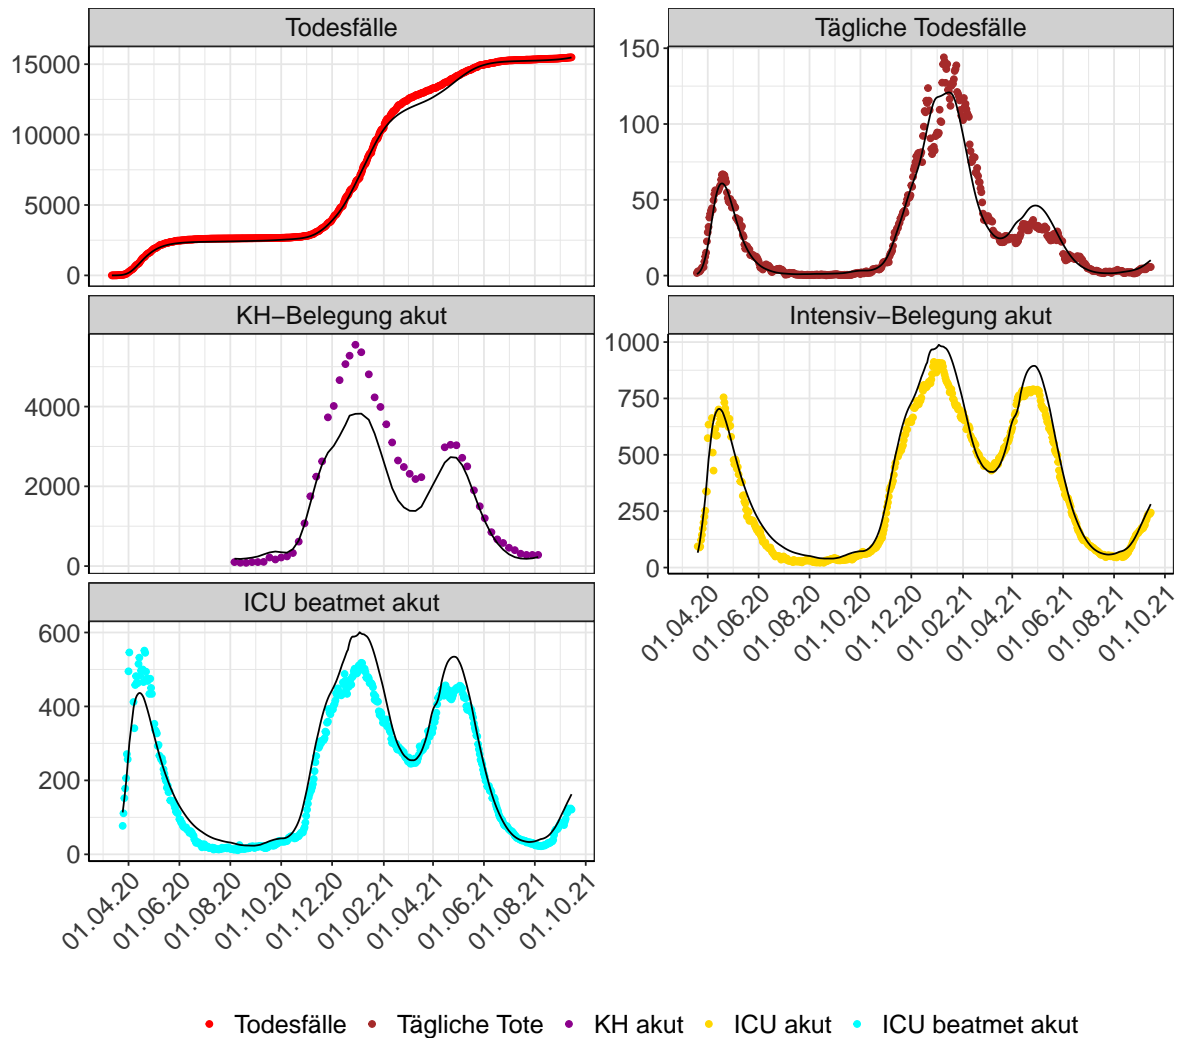 Todesfälle
Tägliche Todesfälle
15000
10000
5000
0
150
100
50
0
KH−Belegung akut
Intensiv−Belegung akut
4000
2000
0
1000
750
500
250
0
ICU beatmet akut
600
400
200
0
01.04.20 01.06.20 01.08.20 01.10.20 01.12.20 01.02.21 01.04.21 01.06.21 01.08.21 01.10.21
01.04.20 01.06.20 01.08.20 01.10.20 01.12.20 01.02.21 01.04.21 01.06.21 01.08.21 01.10.21
Todesfälle Tägliche Tote KH akut ICU akut ICU beatmet akut